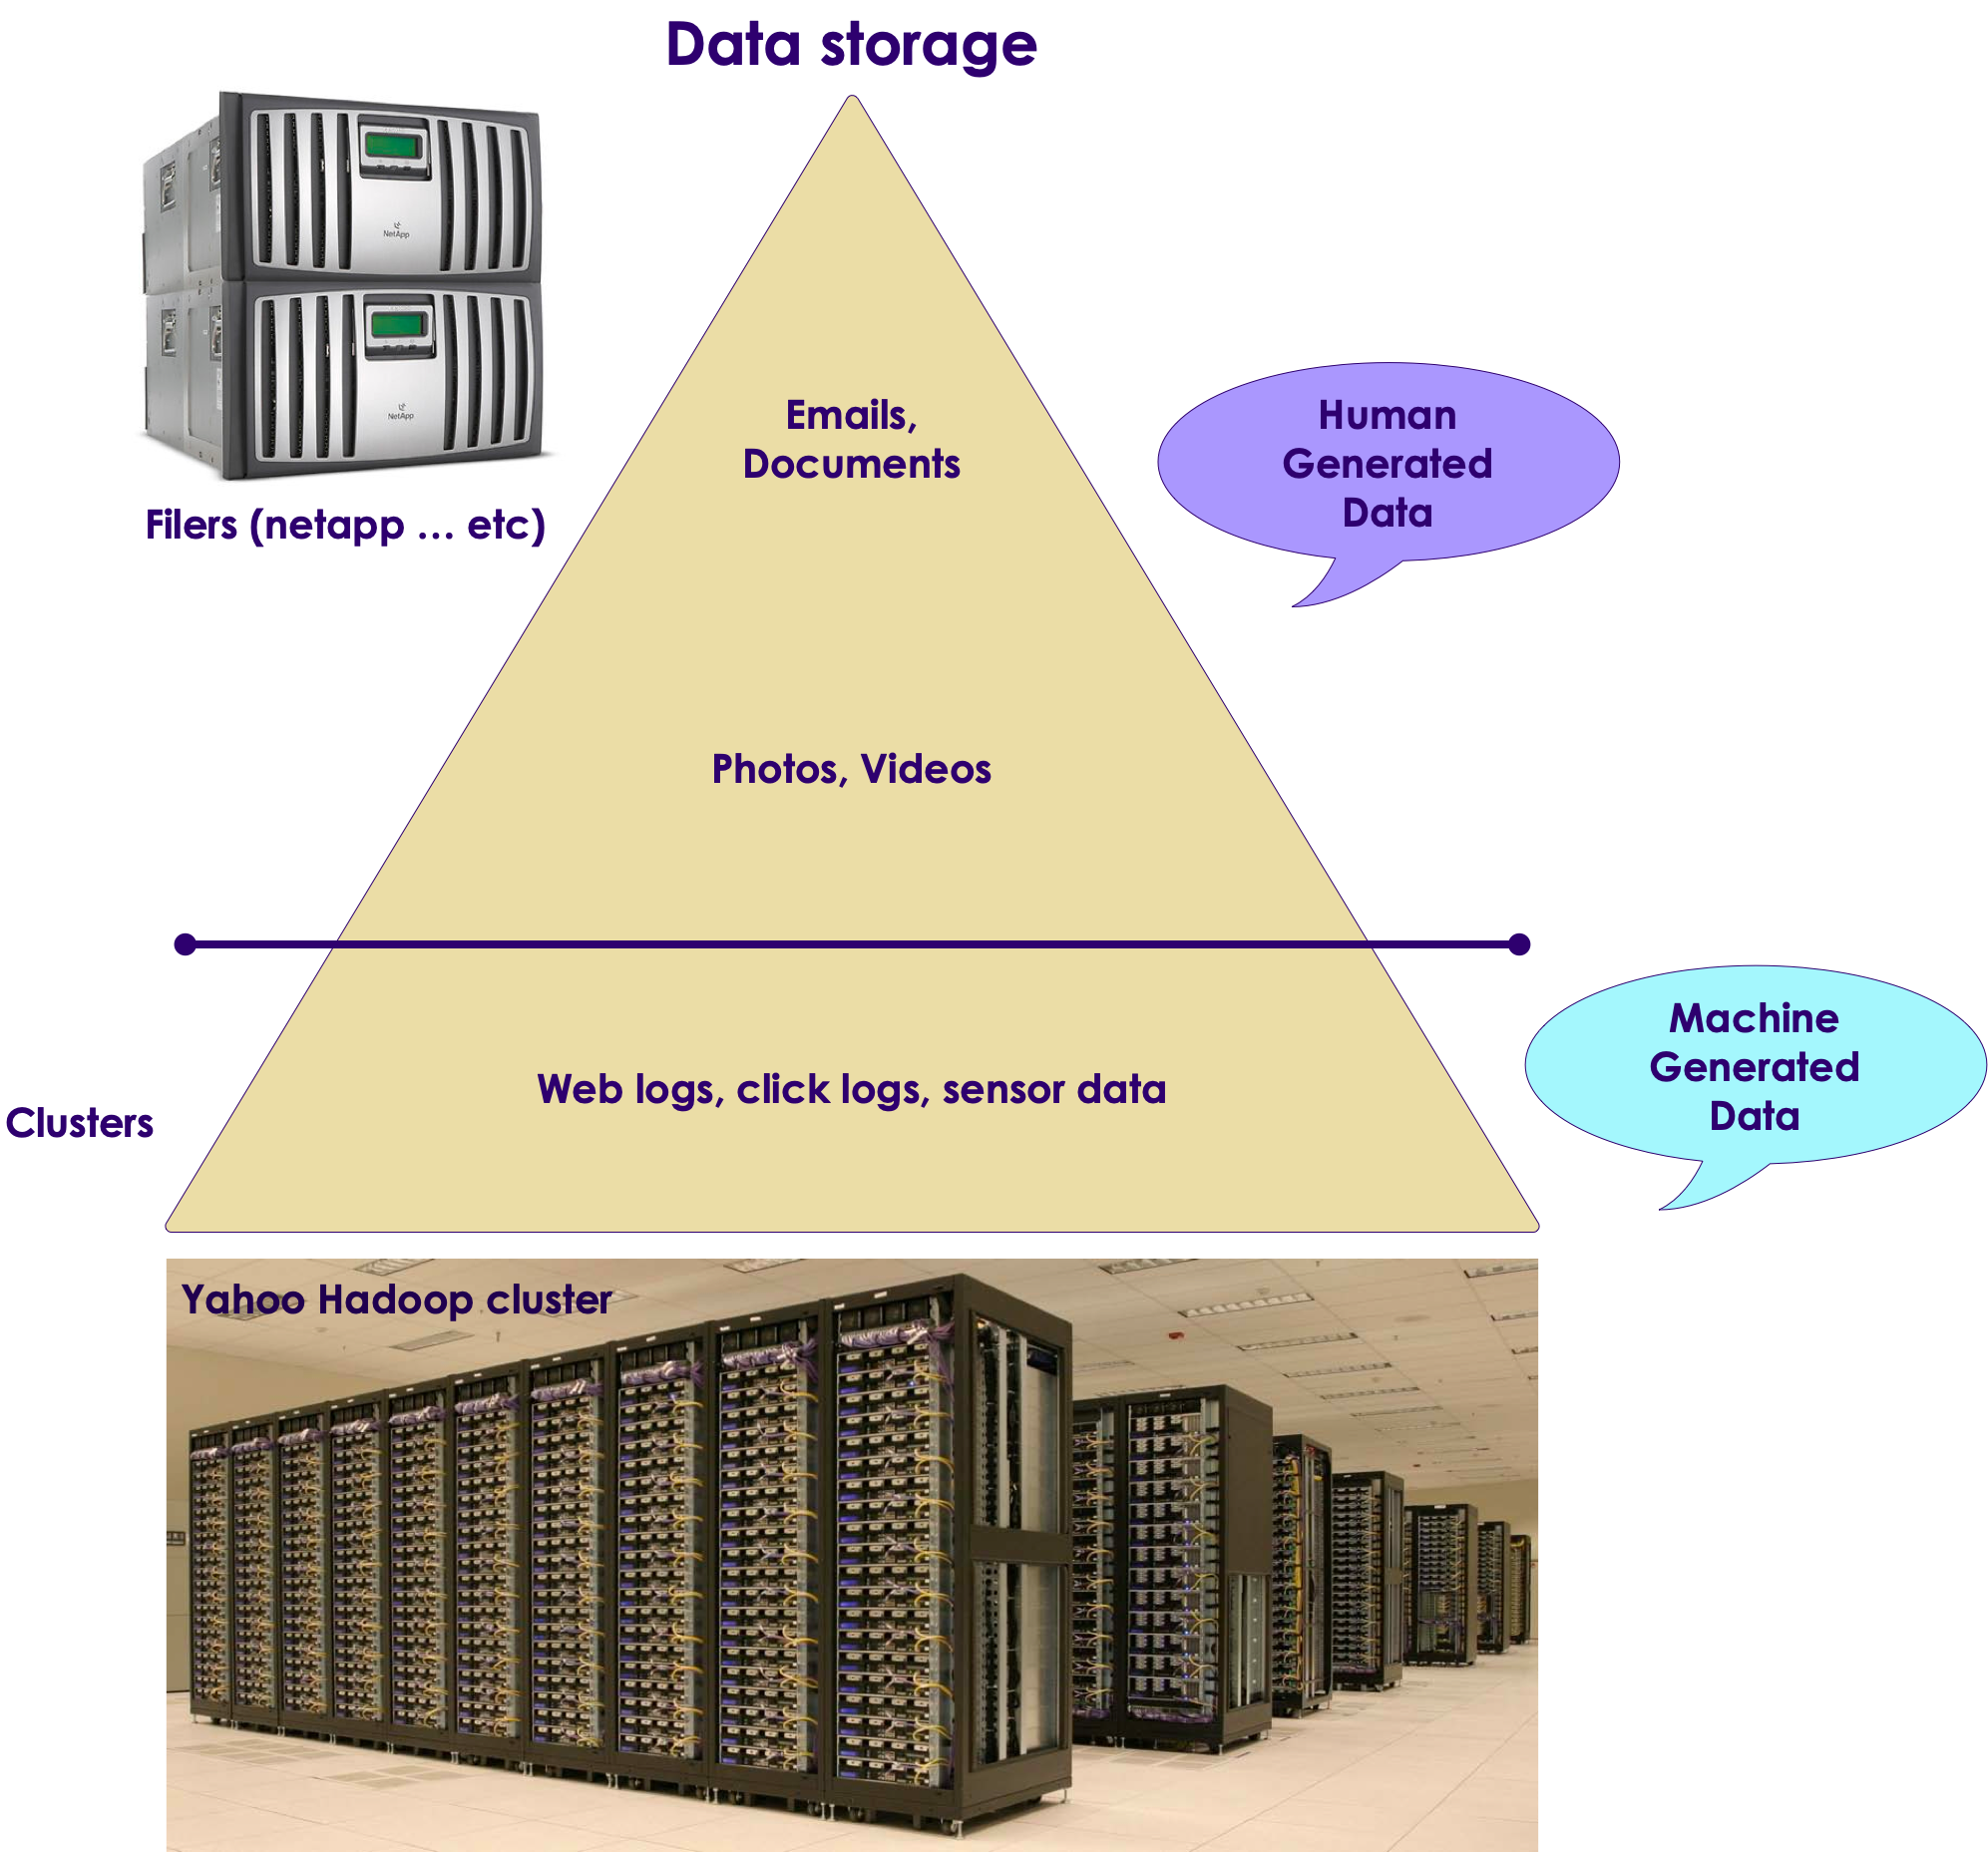 Data storage
NetApp
NetApp
Filers (netapp … etc)
Emails,
Documents
Human
Generated
Data
Photos, Videos
Machine
Generated
Data
Web logs, click logs, sensor data
Clusters
Yahoo Hadoop cluster